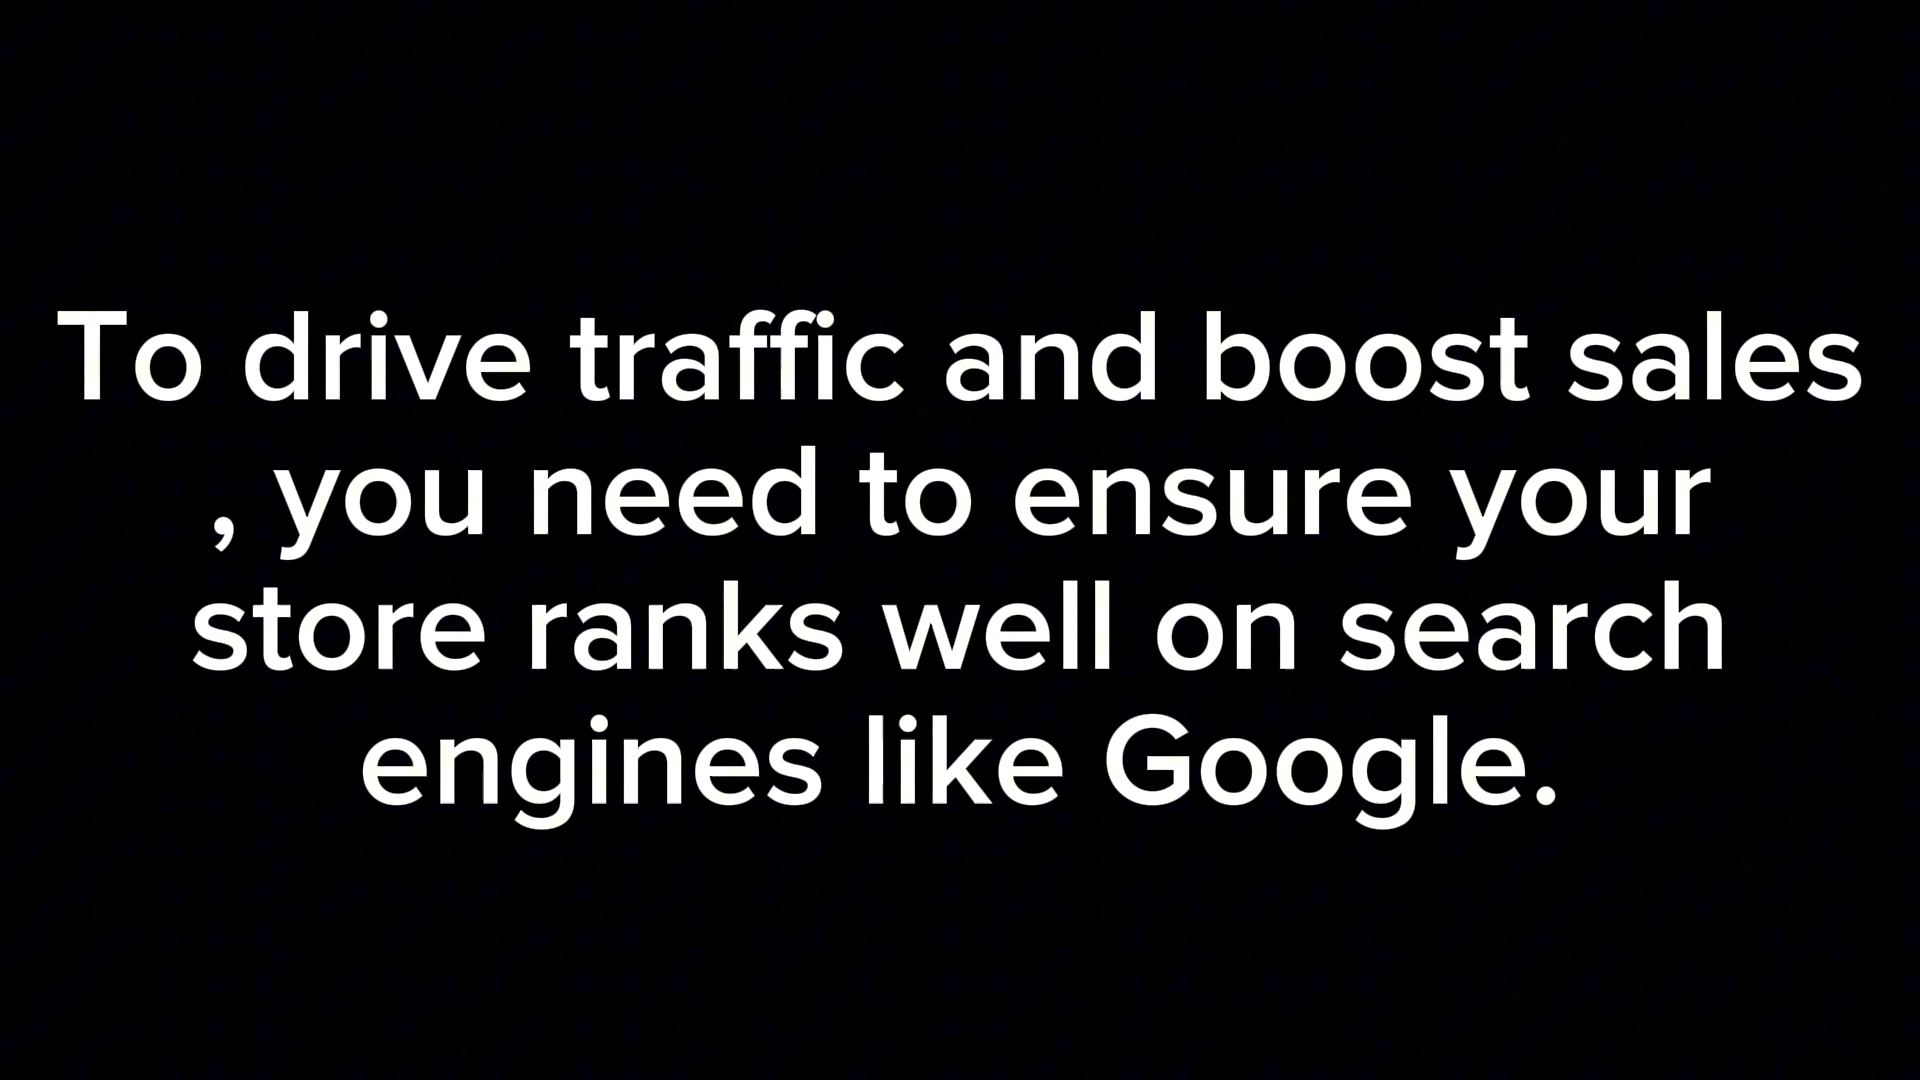 To drive traffic and boost sales
, you need to ensure your
store ranks well on search
engines like Google.